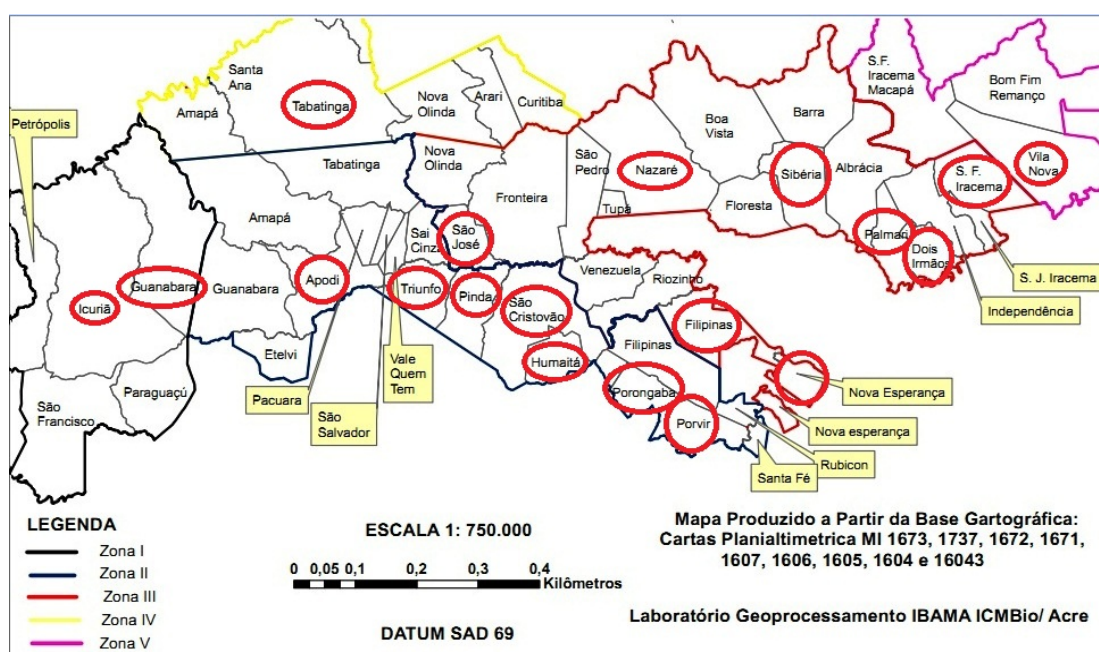 Santa
Ana
Amapá
Tabatinga
Nova
Olinda
Arari
Curitiba
S.F.
Iracema
Macapá
Bom Fim
Remanço
Petrópolis
Boa
Vista
Barra
Tabatinga
Nova
Olinda
São
Pedro
Nazaré
Sibéria
Albrácia
S. F.
Iracema
Vila
Nova
Fronteira
Tupã
Floresta
Amapá
Sai
Cinz
São
José
Palmari
Dois
Irmãos
Venezuela
Riozinho
S. J. Iracema
Independência
Guanabara
Icuriã
Guanabara
Apodi
Triunfo
Pinda
São
Cristovão
Filipinas
Filipinas
Etelvi
Humaitá
Vale
Quem
Tem
Paraguaçú
Pacuara
São
Salvador
Porongaba
Nova Esperança
São
Francisco
Porvir
Nova esperança
Rubicon
Santa Fé
LEGENDA
Zona I
Zona II
Zona III
Zona IV
Zona V
ESCALA 1: 750.000
0 0,05 0,1 0,2 0,3 0,4
Kilômetros
DATUM SAD 69
Mapa Produzido a Partir da Base Gartográfica:
Cartas Planialtimetrica MI 1673, 1737, 1672, 1671,
1607, 1606, 1605, 1604 e 16043
Laboratório Geoprocessamento IBAMA ICMBio/ Acre